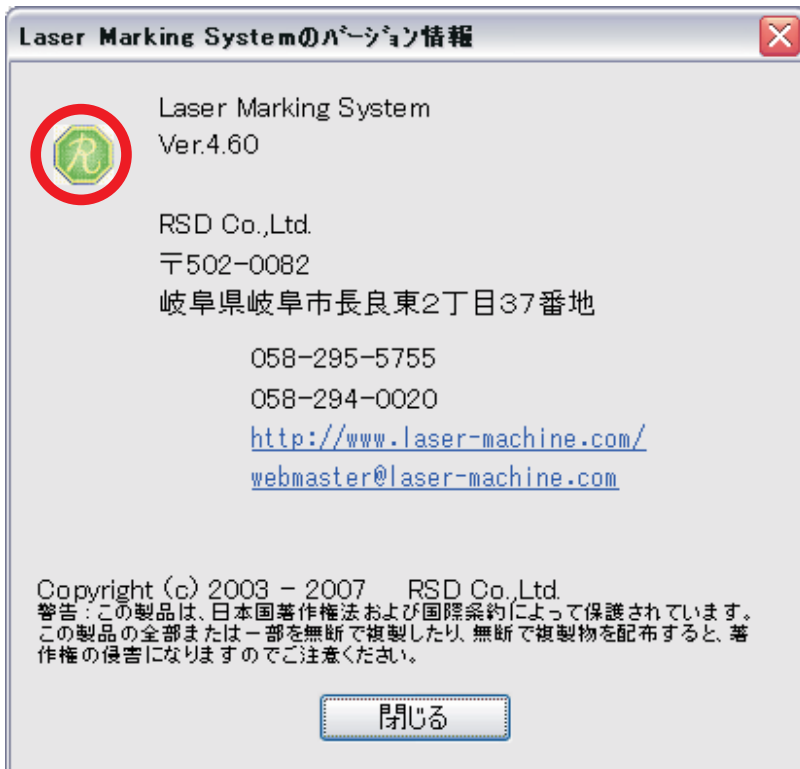 Laser Marking Systemのﾊﾞｰｼﾞｮﾝ情報
R
Laser Marking System
Ver.4.60
RSD Co.,Ltd.
〒502-0082
岐阜県岐阜市長良東2丁目37番地
058-295-5755
058-294-0020
http://www.laser-machine.com/
webmaster@laser-machine.com
Copyright (c) 2003 - 2007 RSD Co.,Ltd.
警告：この製品は、日本国著作権法および国際条約によって保護されています。
この製品の全部または一部を無断で複製したり、無断で複製物を配布すると、著
作権の侵害になりますのでご注意ください。
閉じる